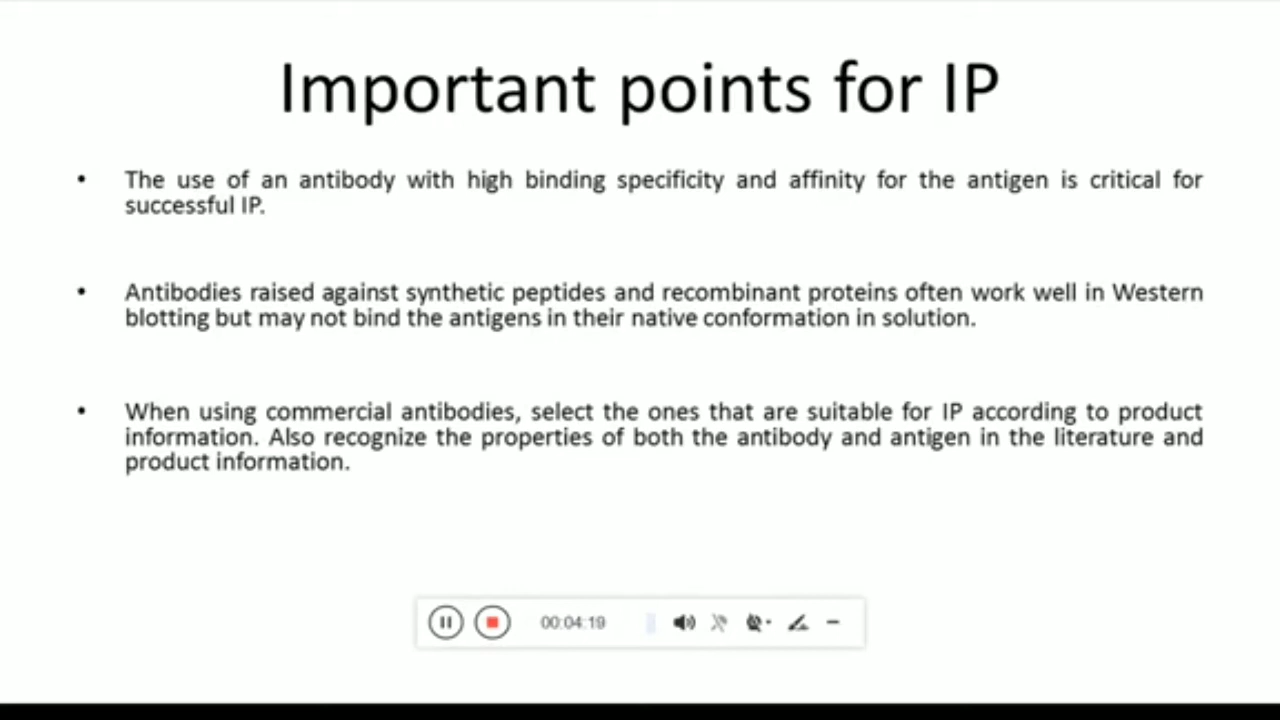 Important points for IP
• The use of an antibody with high binding specificity and affinity for the antigen is critical for
successful IP.
• Antibodies raised against synthetic peptides and recombinant proteins often work well in Western
blotting but may not bind the antigens in their native conformation in solution.
• When using commercial antibodies, select the ones that are suitable for IP according to product
information. Also recognize the properties of both the antibody and antigen in the literature and
product information.
00:04:19